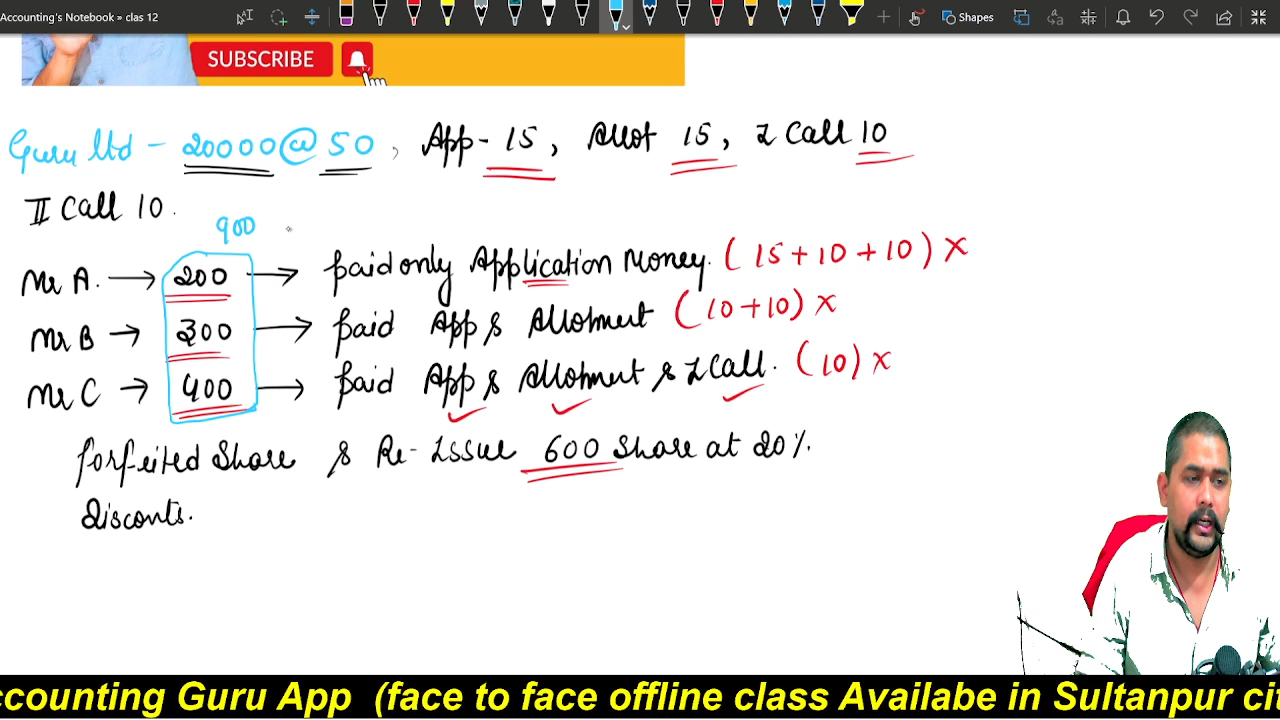 Accounting's Notebook » clas 12
Shapes
SUBSCRIBE
Guru ltd - 20000@50, App-15, Allot 15, I Call 10
II Call 10.
900
Mr A. → 200 → paid only Application Money. (15+10+10) X
Mr B → 300 → paid App & Allotment (10+10) X
Mr C → 400 → paid App & Allotment & I Call. (10) X
forfeited Share & Re-Issue 600 Share at 20%
Disconts.
ccounting Guru App (face to face offline class Availabe in Sultanpur cit